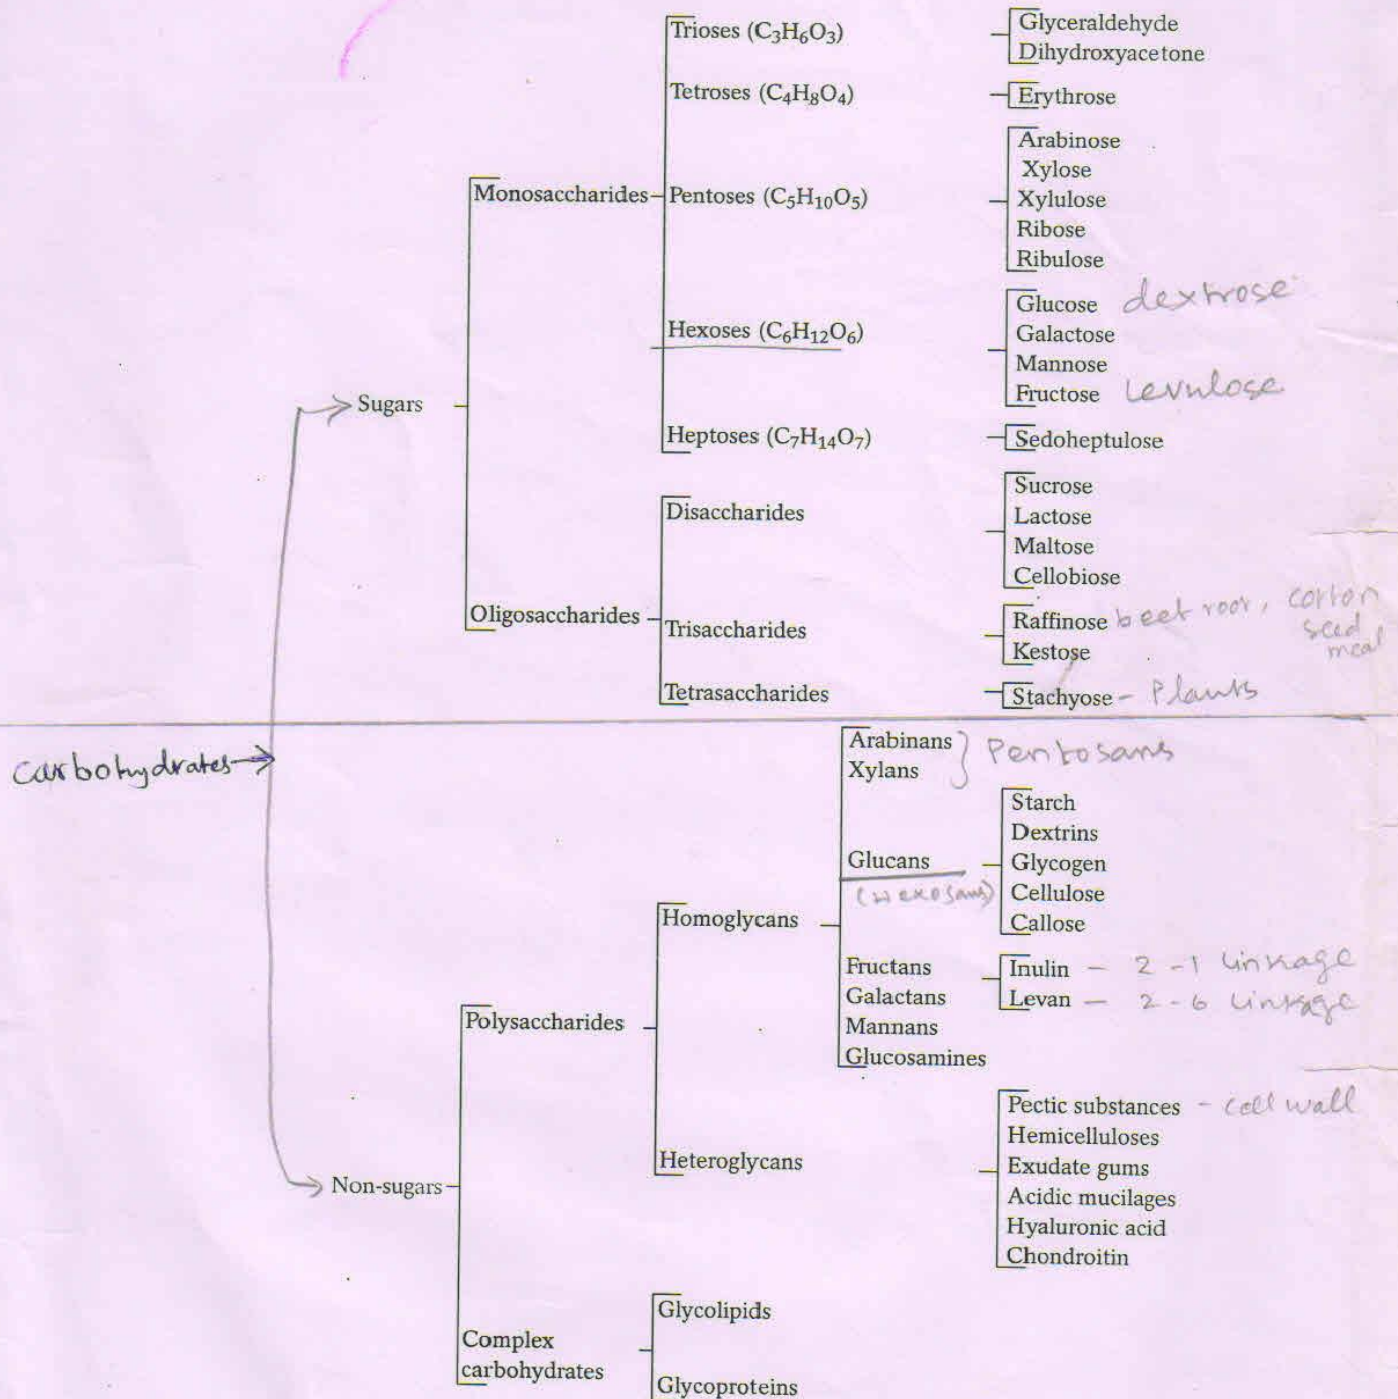 Trioses (C₃H₆O₃) Glyceraldehyde
Dihydroxyacetone
Tetroses (C₄H₈O₄) Erythrose
Arabinose
Xylose
Monosaccharides Pentoses (C₅H₁₀O₅) Xylulose
Ribose
Ribulose
Glucose dextrose
Hexoses (C₆H₁₂O₆) Galactose
Mannose
Fructose Levulose
Sugars
Heptoses (C₇H₁₄O₇) Sedoheptulose
Sucrose
Disaccharides Lactose
Maltose
Cellobiose
Oligosaccharides Trisaccharides Raffinose beet root, cotton
seed
meal
Kestose
Tetrasaccharides Stachyose - Plants
Carbohydrates
Arabinans
Xylans Pentosans
Starch
Dextrins
Glucans Glycogen
(Hexosans) Cellulose
Callose
Homoglycans
Fructans Inulin - 2-1 linkage
Galactans Levan - 2-6 linkage
Mannans
Glucosamines
Polysaccharides
Pectic substances - cell wall
Hemicelluloses
Heteroglycans Exudate gums
Acidic mucilages
Hyaluronic acid
Chondroitin
Non-sugars
Glycolipids
Complex
carbohydrates
Glycoproteins